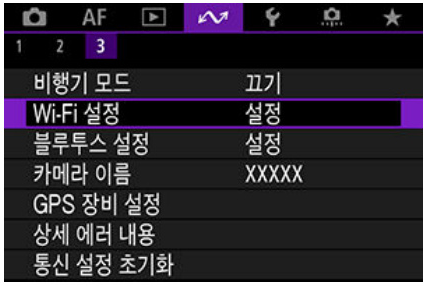 AF
1 2 3
비행기 모드 끄기
Wi-Fi 설정 설정
블루투스 설정 설정
카메라 이름 XXXXX
GPS 장비 설정
상세 에러 내용
통신 설정 초기화